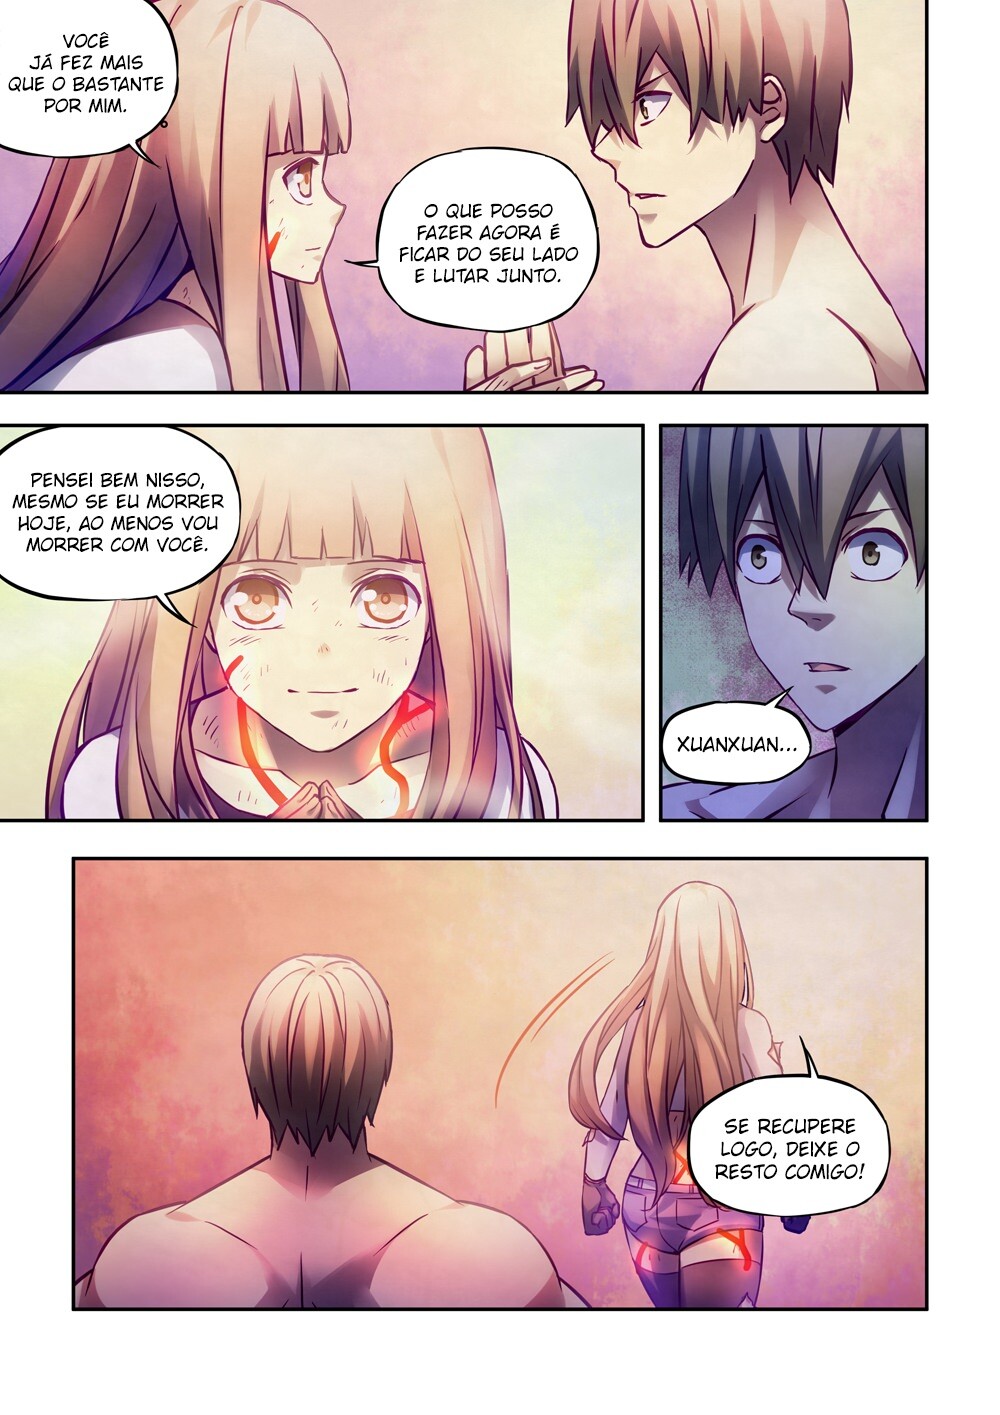 VOCÊ
JÁ FEZ MAIS
QUE O BASTANTE
POR MIM.
O QUE POSSO
FAZER AGORA É
FICAR DO SEU LADO
E LUTAR JUNTO.
PENSEI BEM NISSO,
MESMO SE EU MORRER
HOJE, AO MENOS VOU
MORRER COM VOCÊ.
XUANXUAN...
SE RECUPERE
LOGO, DEIXE O
RESTO COMIGO!